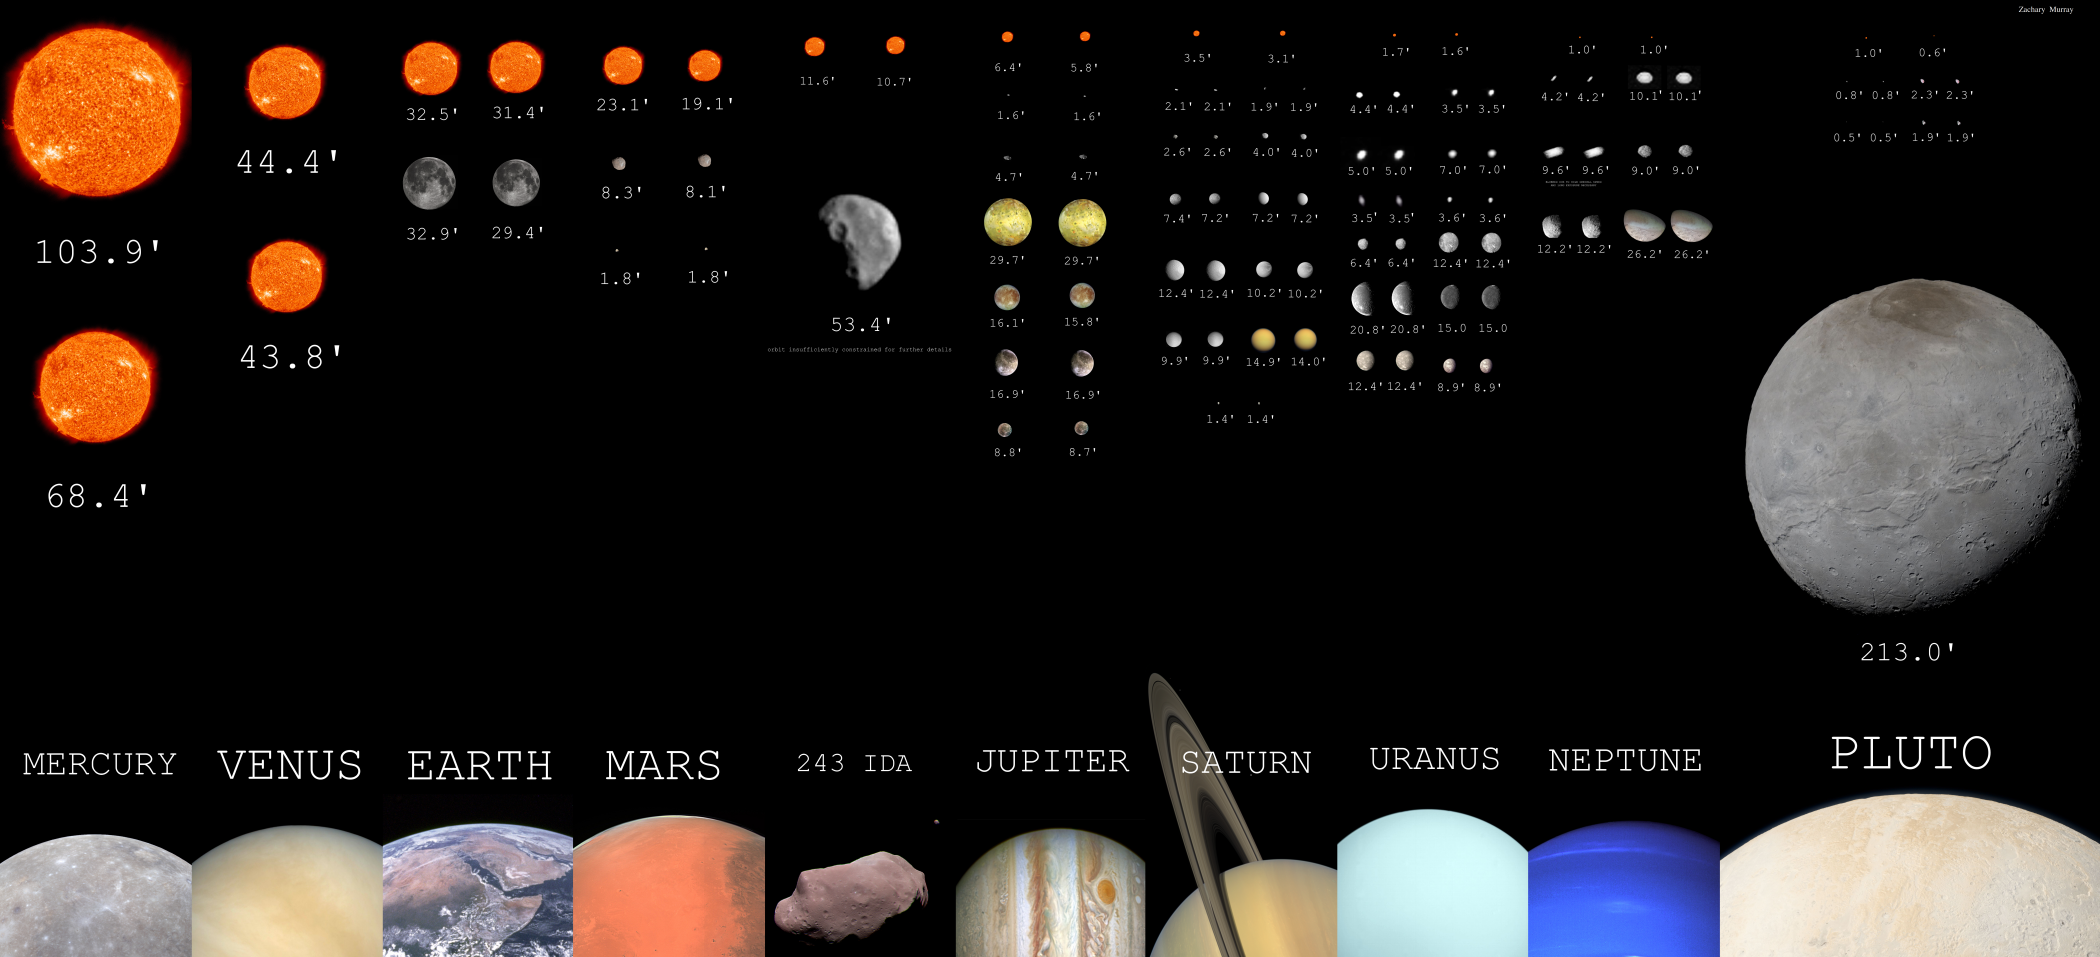 Zachary Murray
103.9'
68.4'
MERCURY
44.4'
43.8'
VENUS
32.5' 31.4'
32.9' 29.4'
EARTH
23.1' 19.1'
8.3' 8.1'
1.8' 1.8'
MARS
11.6' 10.7'
53.4'
orbit insufficiently constrained for further details
243 IDA
6.4' 5.8'
1.6' 1.6'
4.7' 4.7'
29.7' 29.7'
16.1' 15.8'
16.9' 16.9'
8.8' 8.7'
JUPITER
3.5' 3.1'
2.1' 2.1' 1.9' 1.9'
2.6' 2.6' 4.0' 4.0'
7.4' 7.2' 7.2' 7.2'
12.4' 12.4' 10.2' 10.2'
9.9' 9.9' 14.9' 14.0'
1.4' 1.4'
SATURN
1.7' 1.6'
4.4' 4.4' 3.5' 3.5'
5.0' 5.0' 7.0' 7.0'
3.5' 3.5' 3.6' 3.6'
6.4' 6.4' 12.4' 12.4'
20.8' 20.8' 15.0 15.0
12.4' 12.4' 8.9' 8.9'
URANUS
1.0' 1.0'
4.2' 4.2' 10.1' 10.1'
9.6' 9.6' 9.0' 9.0'
12.2' 12.2' 26.2' 26.2'
NEPTUNE
1.0' 0.6'
0.8' 0.8' 2.3' 2.3'
0.5' 0.5' 1.9' 1.9'
213.0'
PLUTO